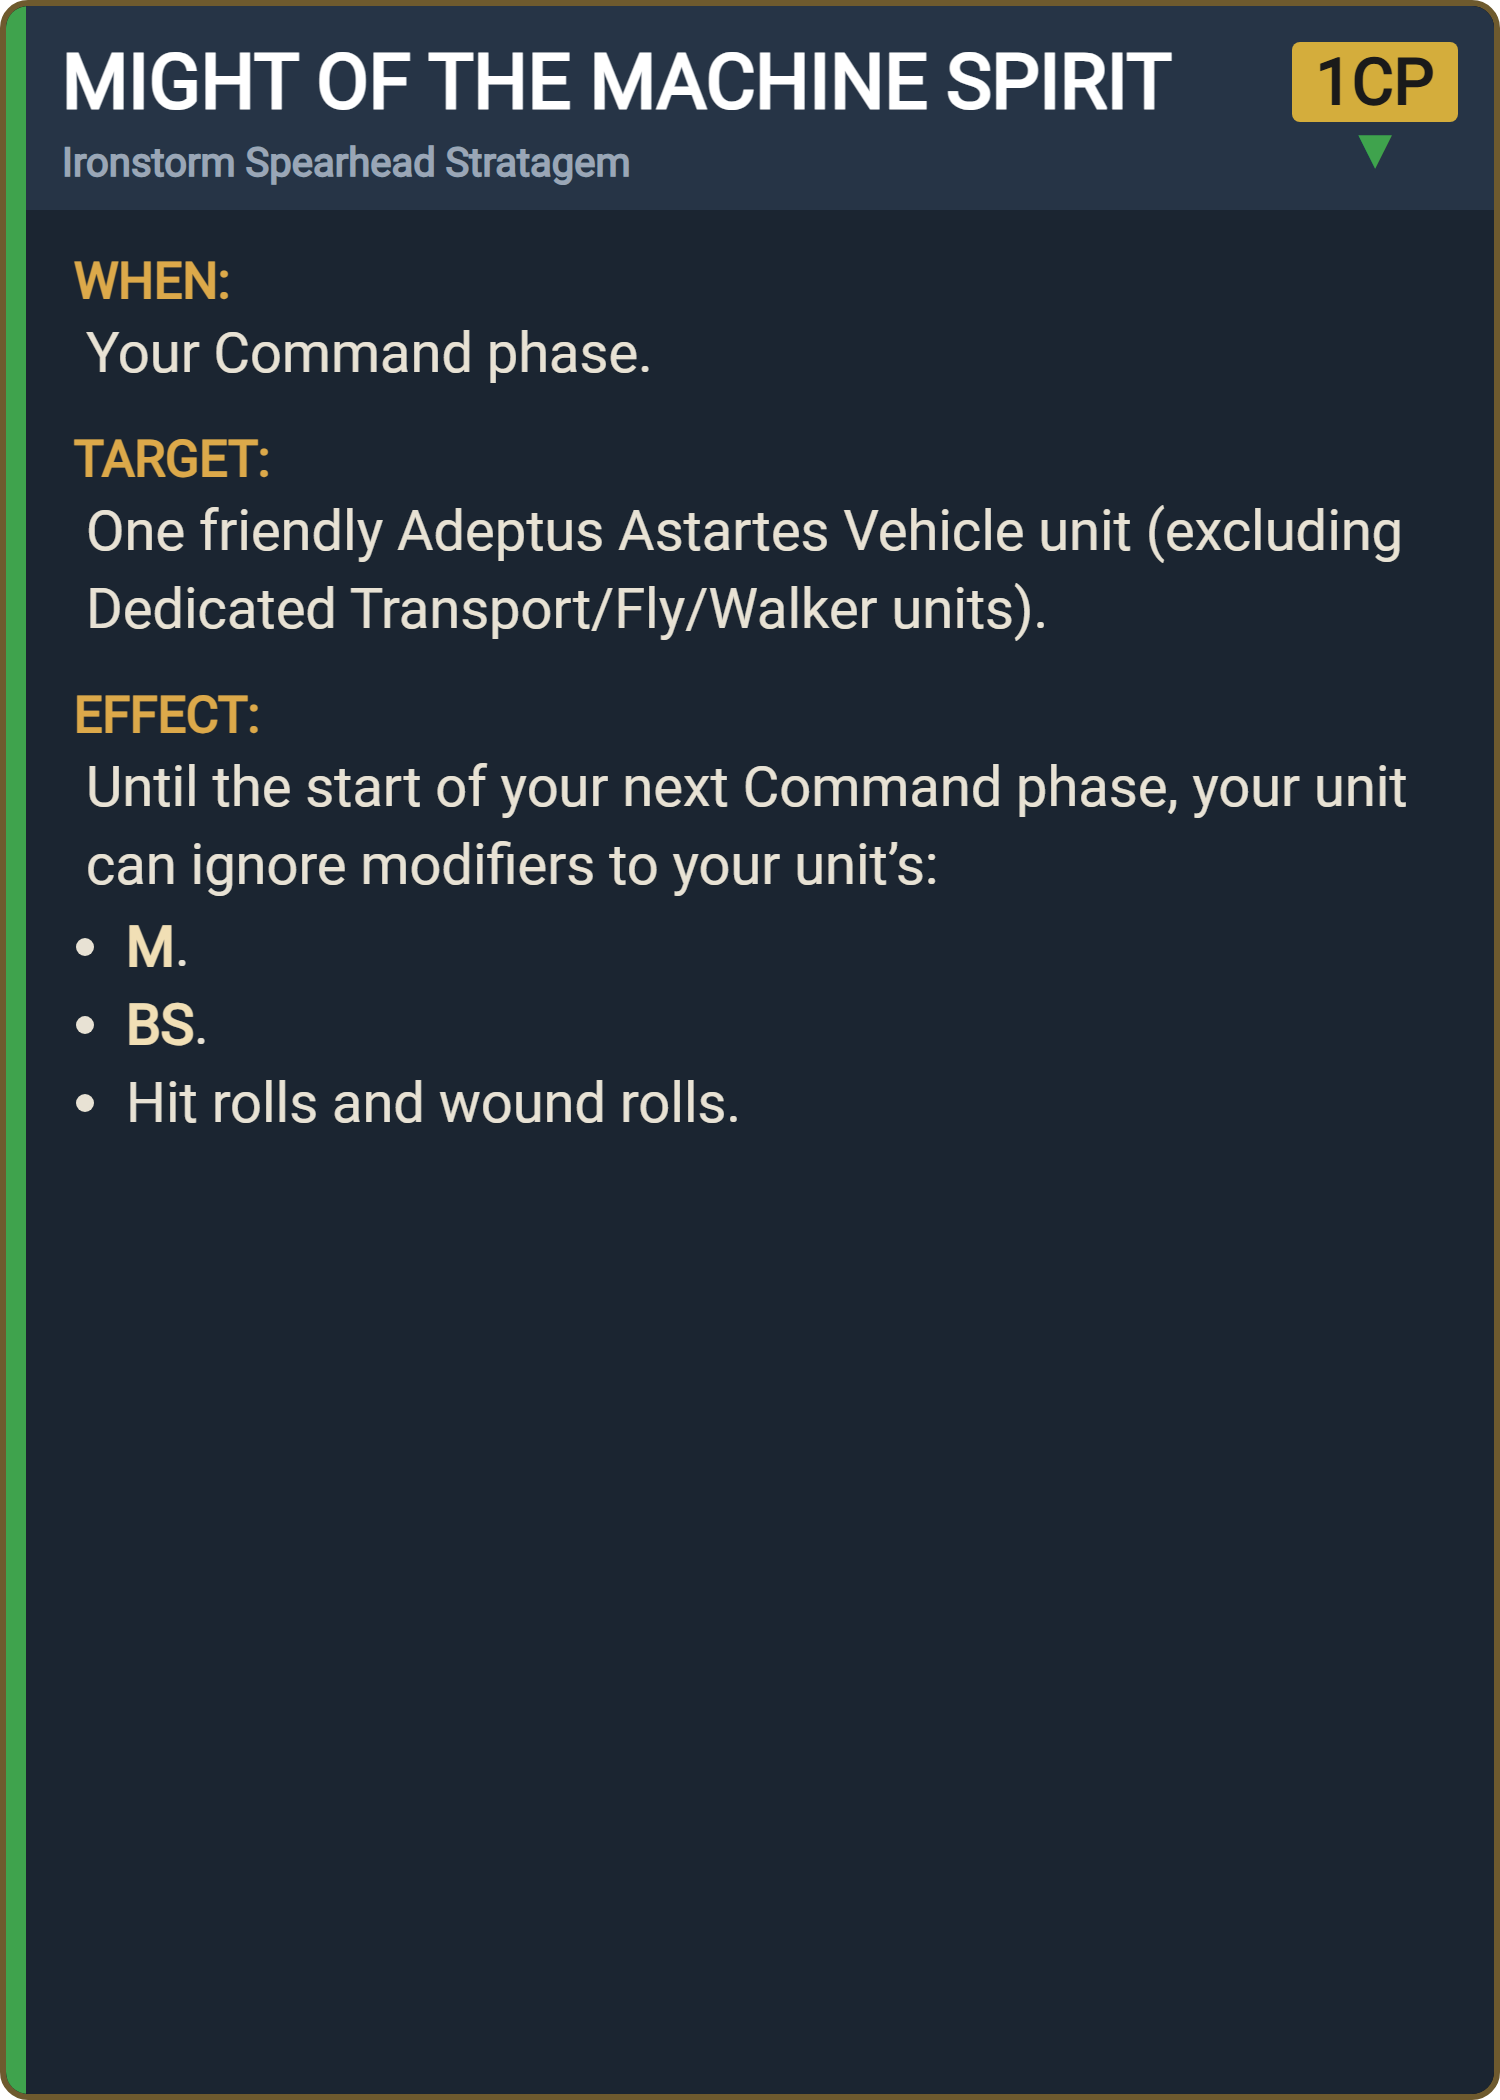 MIGHT OF THE MACHINE SPIRIT
1CP
Ironstorm Spearhead Stratagem
WHEN:
Your Command phase.
TARGET:
One friendly Adeptus Astartes Vehicle unit (excluding
Dedicated Transport/Fly/Walker units).
EFFECT:
Until the start of your next Command phase, your unit
can ignore modifiers to your unit’s:
• M.
• BS.
• Hit rolls and wound rolls.